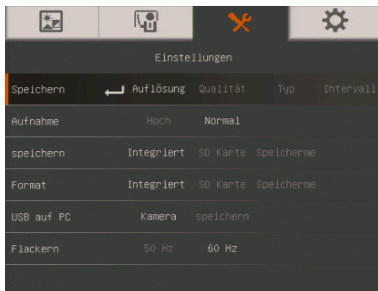 Einstellungen
Speichern Auflösung Qualität Typ Intervall
Aufnahme Hoch Normal
speichern Integriert SD Karte Speicherme
Format Integriert SD Karte Speicherme
USB auf PC Kamera speichern
Flackern 50 Hz 60 Hz